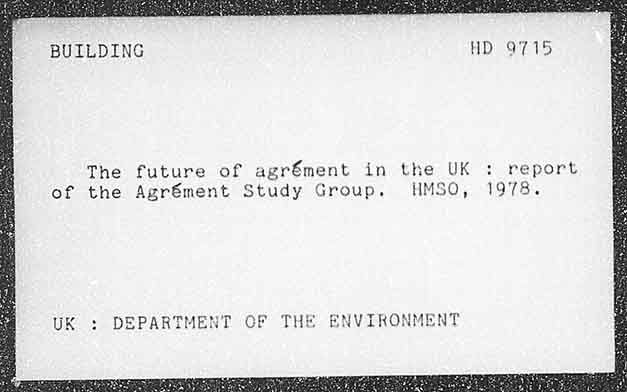 BUILDING HD 9715
The future of agrément in the UK : report
of the Agrément Study Group. HMSO, 1978.
UK : DEPARTMENT OF THE ENVIRONMENT